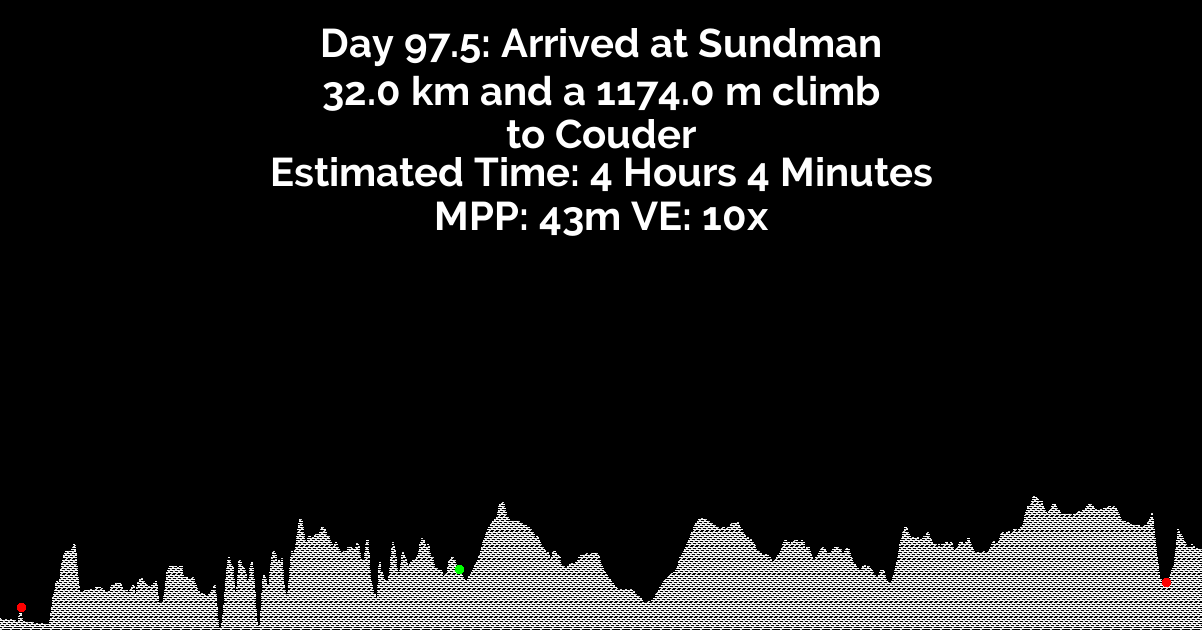 Day 97.5: Arrived at Sundman
32.0 km and a 1174.0 m climb
to Couder
Estimated Time: 4 Hours 4 Minutes
MPP: 43m VE: 10x